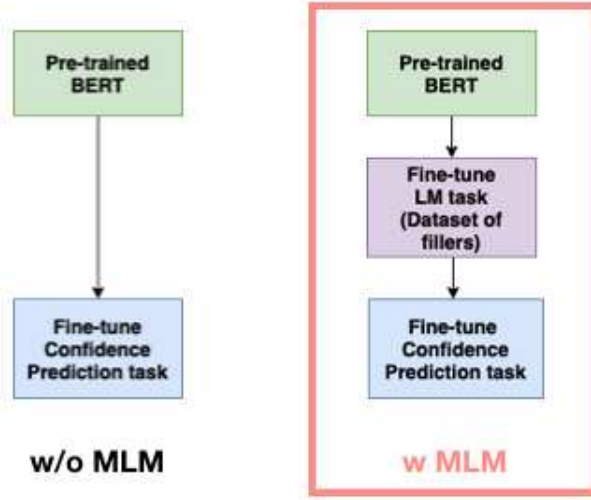 Pre-trained
BERT
Fine-tune
Confidence
Prediction task
w/o MLM
Pre-trained
BERT
Fine-tune
LM task
(Dataset of
fillers)
Fine-tune
Confidence
Prediction task
w MLM